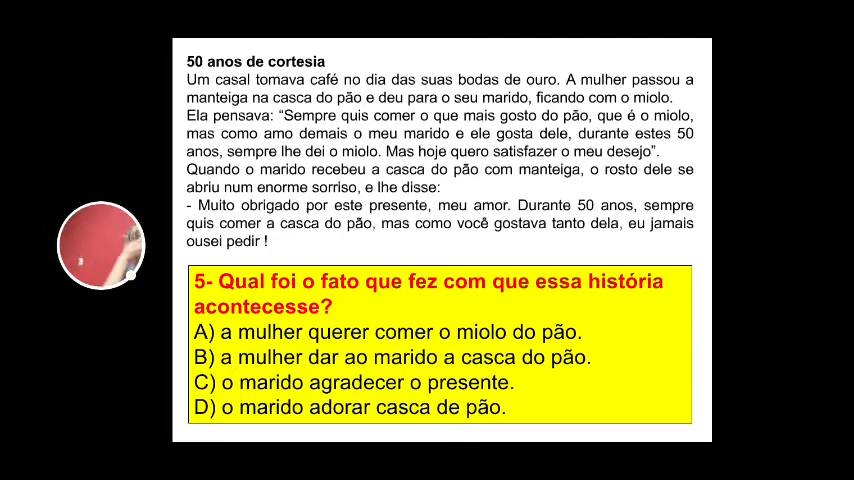 50 anos de cortesia
Um casal tomava café no dia das suas bodas de ouro. A mulher passou a
manteiga na casca do pão e deu para o seu marido, ficando com o miolo.
Ela pensava: “Sempre quis comer o que mais gosto do pão, que é o miolo,
mas como amo demais o meu marido e ele gosta dele, durante estes 50
anos, sempre lhe dei o miolo. Mas hoje quero satisfazer o meu desejo”.
Quando o marido recebeu a casca do pão com manteiga, o rosto dele se
abriu num enorme sorriso, e lhe disse:
- Muito obrigado por este presente, meu amor. Durante 50 anos, sempre
quis comer a casca do pão, mas como você gostava tanto dela, eu jamais
ousei pedir !
5- Qual foi o fato que fez com que essa história
acontecesse?
A) a mulher querer comer o miolo do pão.
B) a mulher dar ao marido a casca do pão.
C) o marido agradecer o presente.
D) o marido adorar casca de pão.